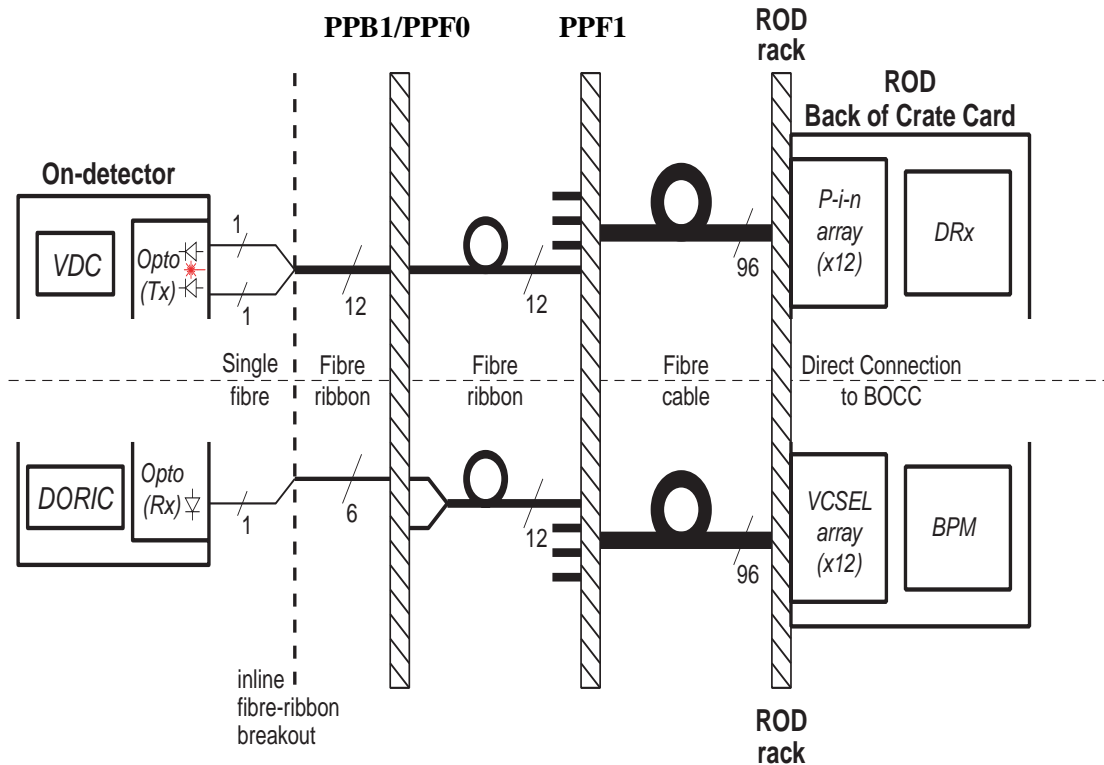 PPB1/PPF0
PPF1
ROD
rack
ROD
Back of Crate Card
On-detector
VDC
Opto
(Tx)
1
1
12
12
96
P-i-n
array
(x12)
DRx
Single
fibre
Fibre
ribbon
Fibre
ribbon
Fibre
cable
Direct Connection
to BOCC
DORIC
Opto
(Rx)
1
6
12
96
VCSEL
array
(x12)
BPM
inline
fibre-ribbon
breakout
ROD
rack